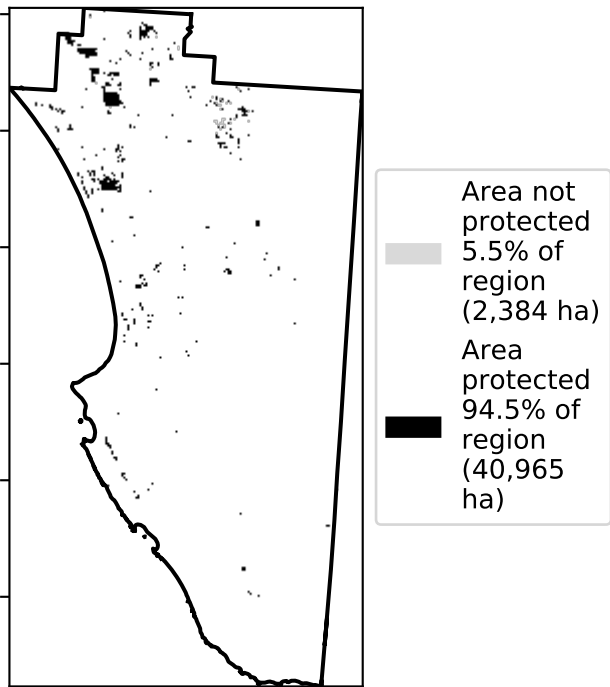 Area not
protected
5.5% of
region
(2,384 ha)
Area
protected
94.5% of
region
(40,965
ha)